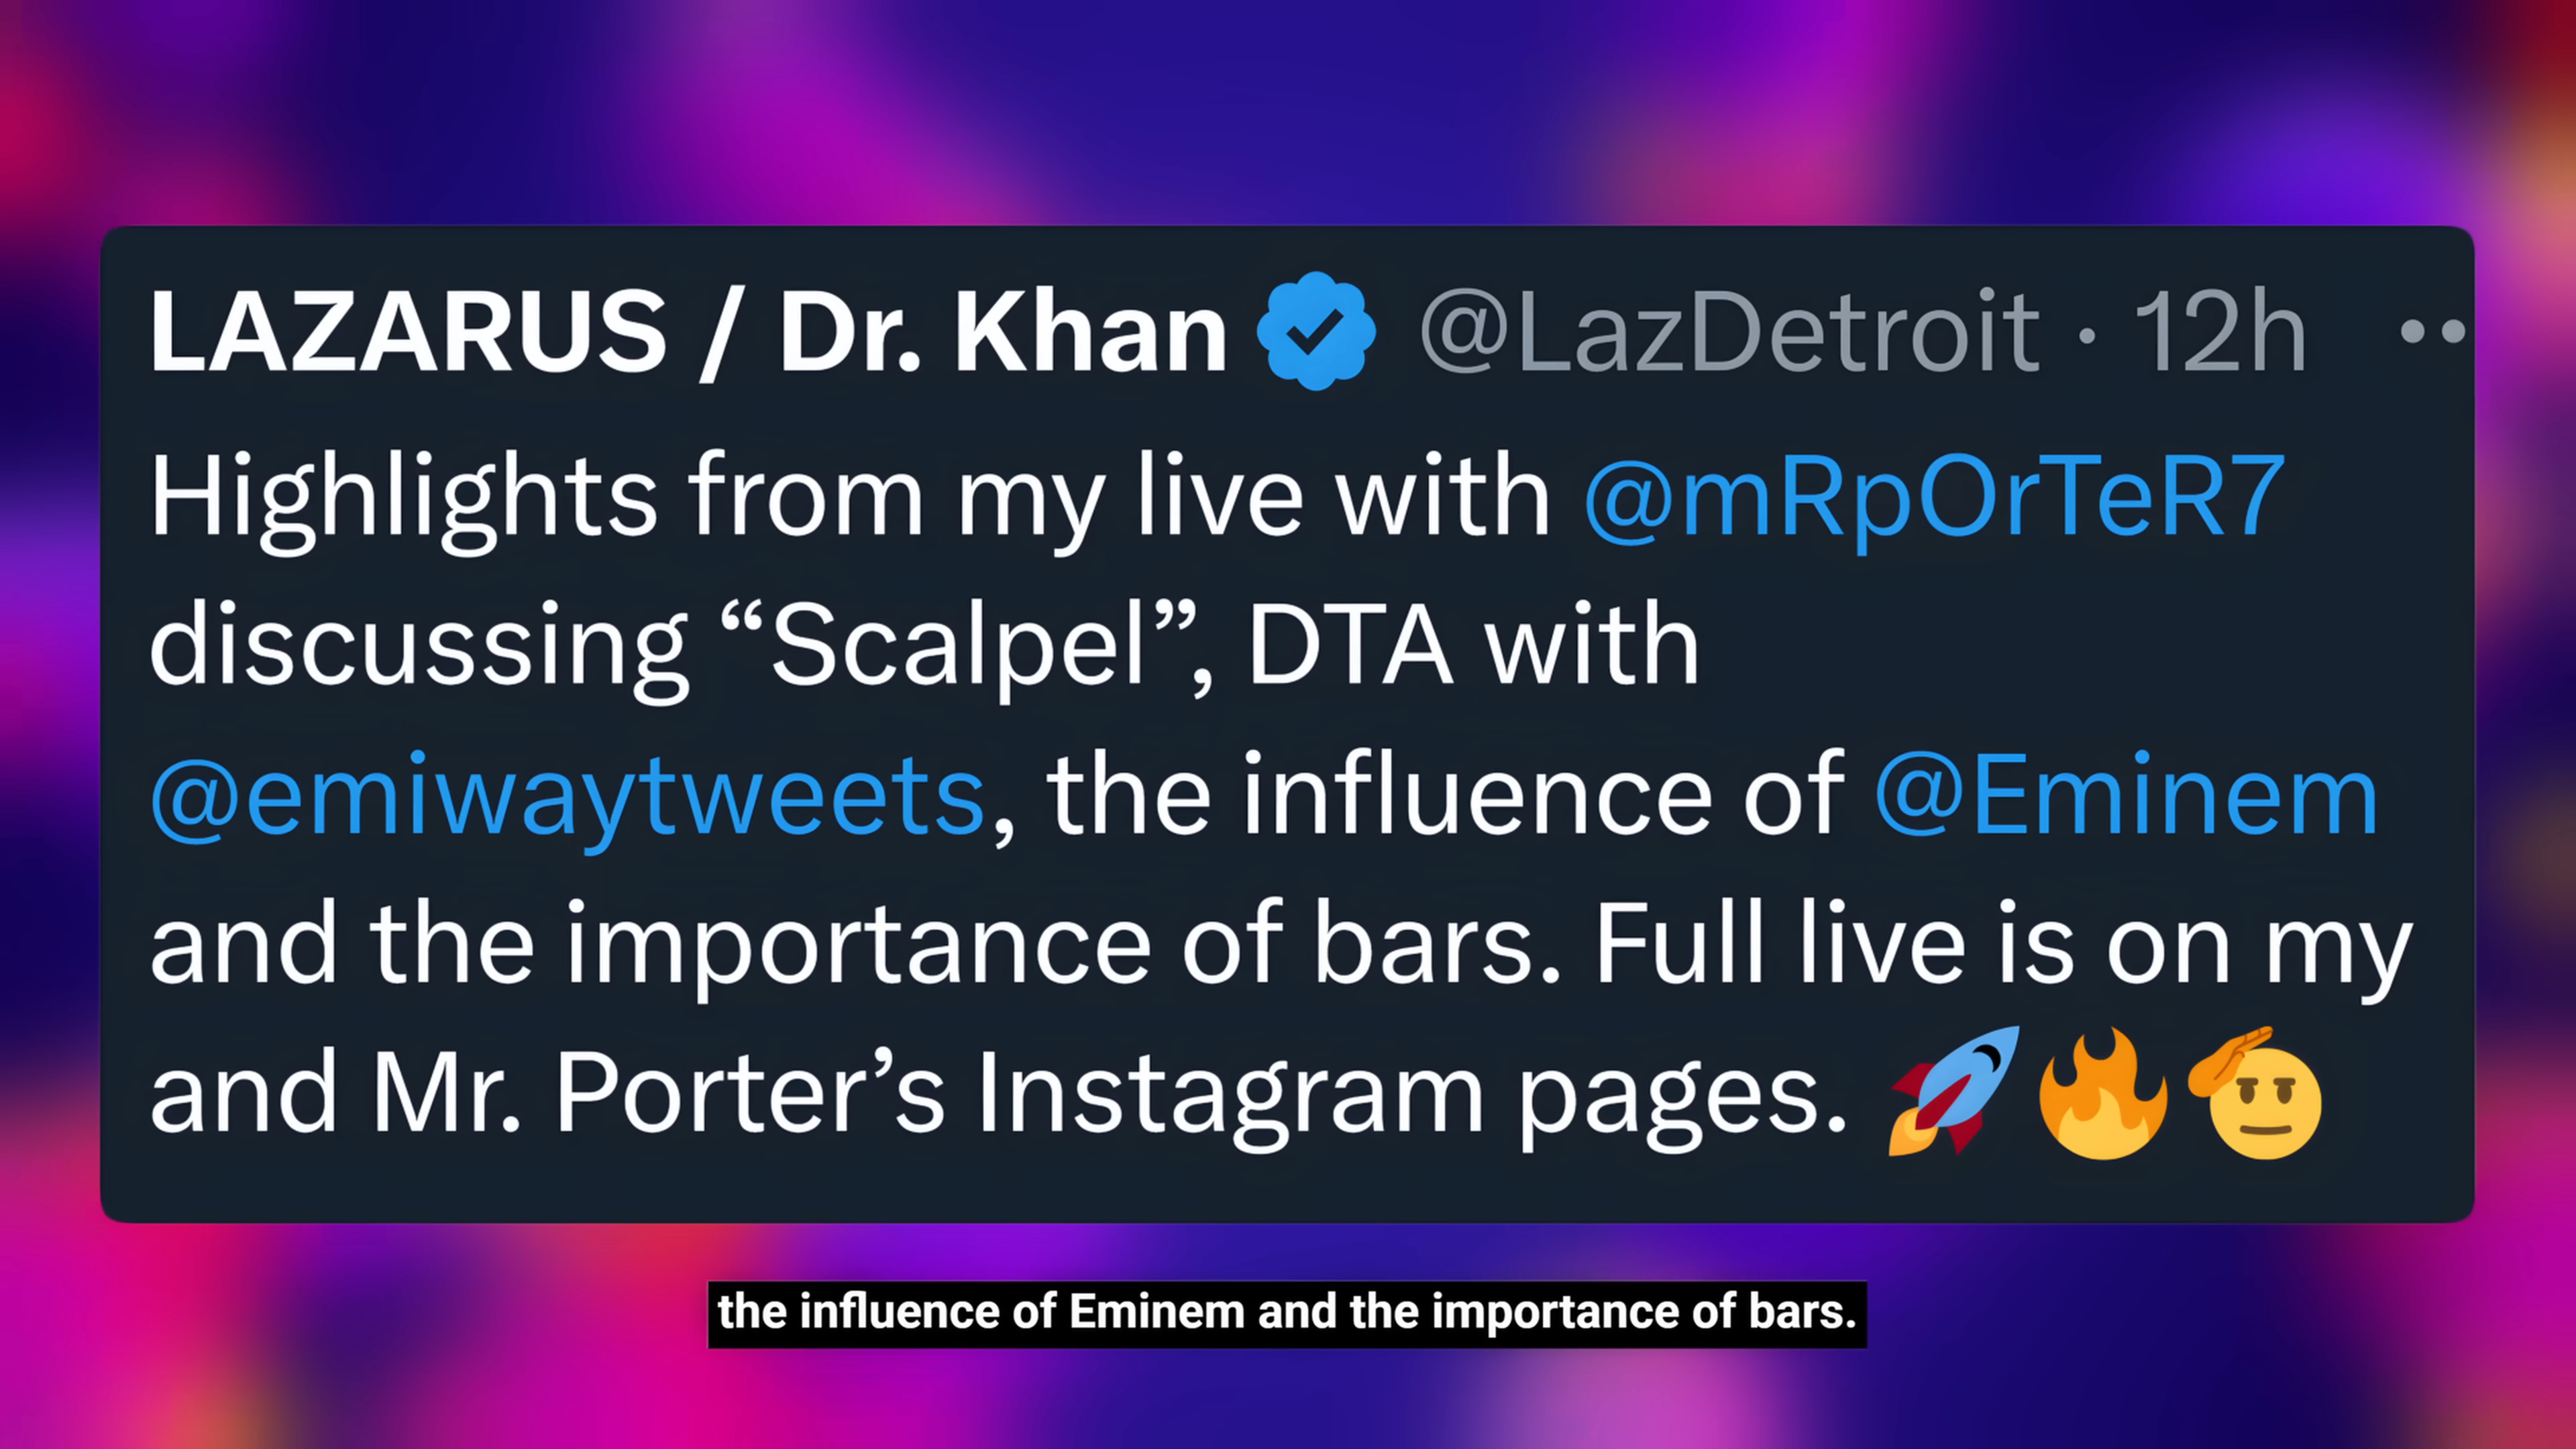 LAZARUS / Dr. Khan @LazDetroit · 12h
Highlights from my live with @mRpOrTeR7
discussing “Scalpel”, DTA with
@emiwaytweets, the influence of @Eminem
and the importance of bars. Full live is on my
and Mr. Porter’s Instagram pages. 🚀🔥🫡
the influence of Eminem and the importance of bars.